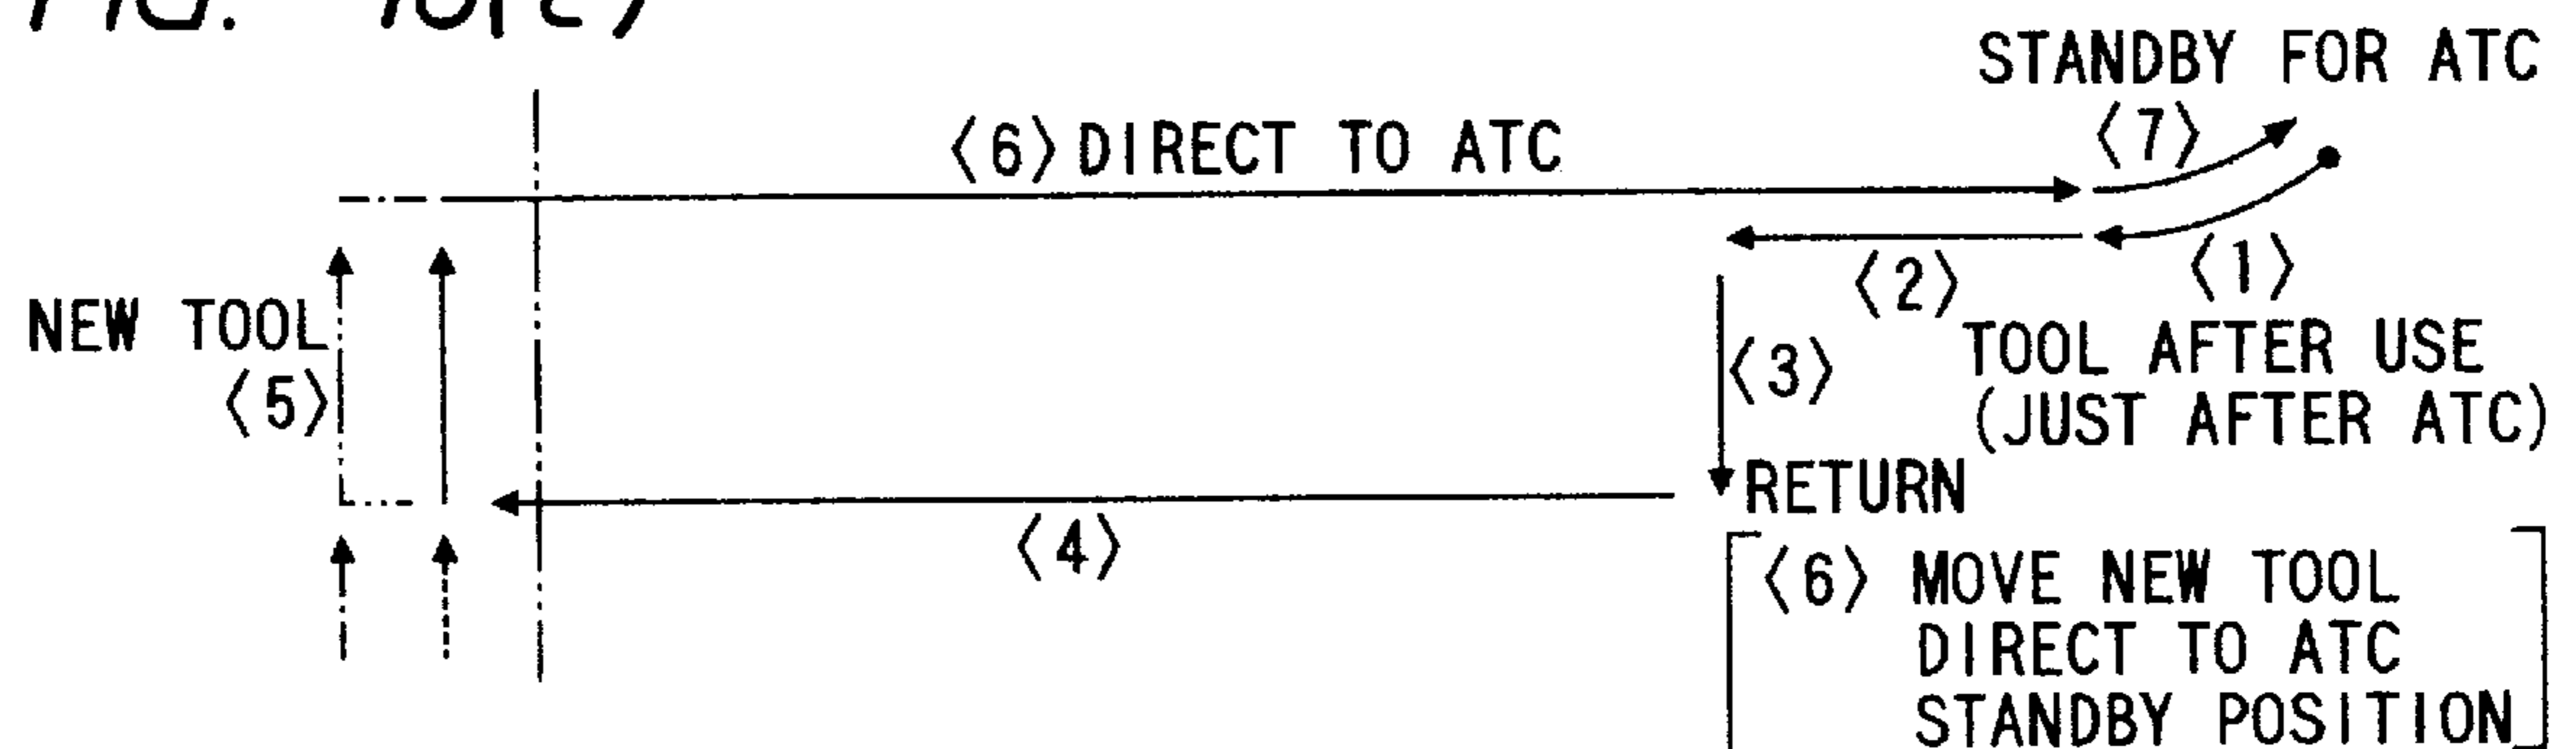 FIG.
STANDBY FOR ATC
〈6〉DIRECT TO ATC
〈7〉
〈2〉
〈1〉
NEW TOOL
〈5〉
〈3〉
TOOL AFTER USE
(JUST AFTER ATC)
RETURN
〈4〉
〈6〉 MOVE NEW TOOL
DIRECT TO ATC
STANDBY POSITION